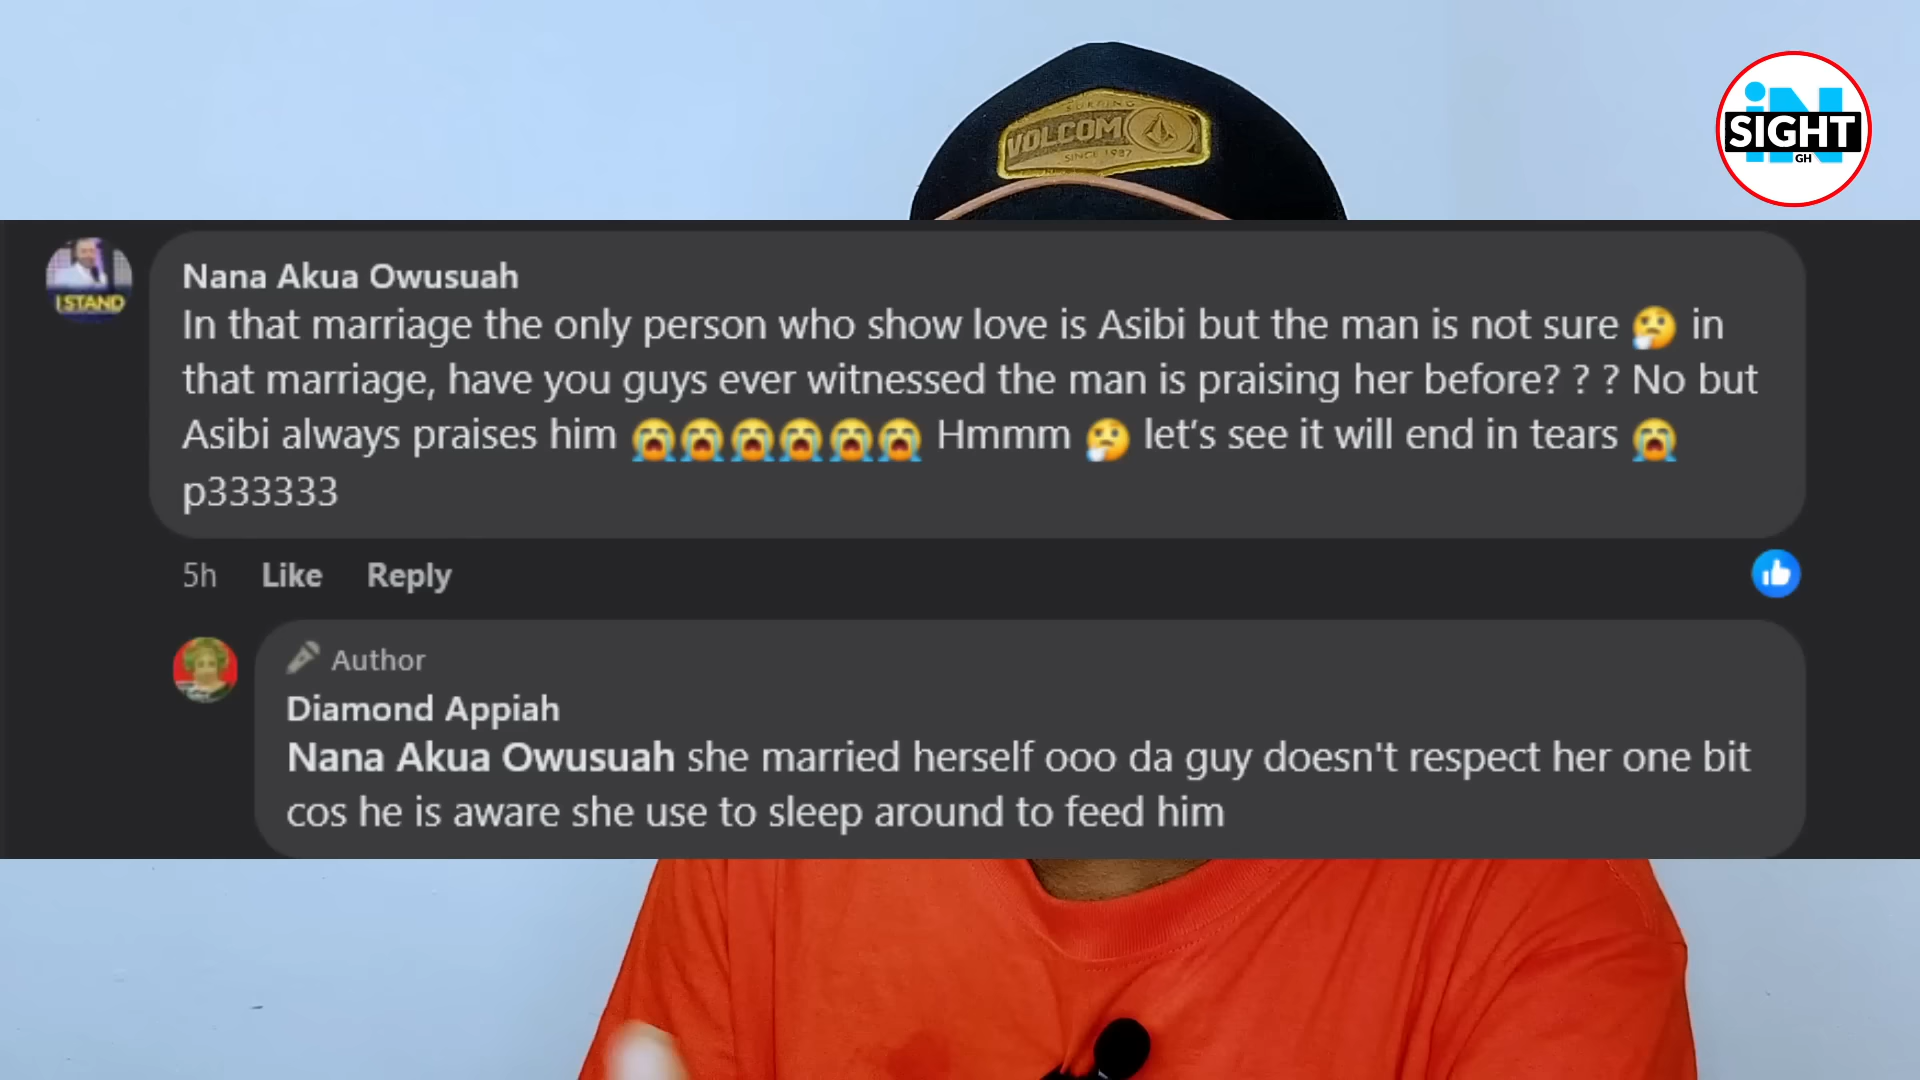 SURFING
VOLCOM
SINCE 1987
iN
SIGHT
GH
I STAND
Nana Akua Owusuah
In that marriage the only person who show love is Asibi but the man is not sure 🤔 in
that marriage, have you guys ever witnessed the man is praising her before? ? ? No but
Asibi always praises him 😭😭😭😭😭😭 Hmmm 🤔 let's see it will end in tears 😭
p333333
5h Like Reply
Author
Diamond Appiah
Nana Akua Owusuah she married herself ooo da guy doesn't respect her one bit
cos he is aware she use to sleep around to feed him